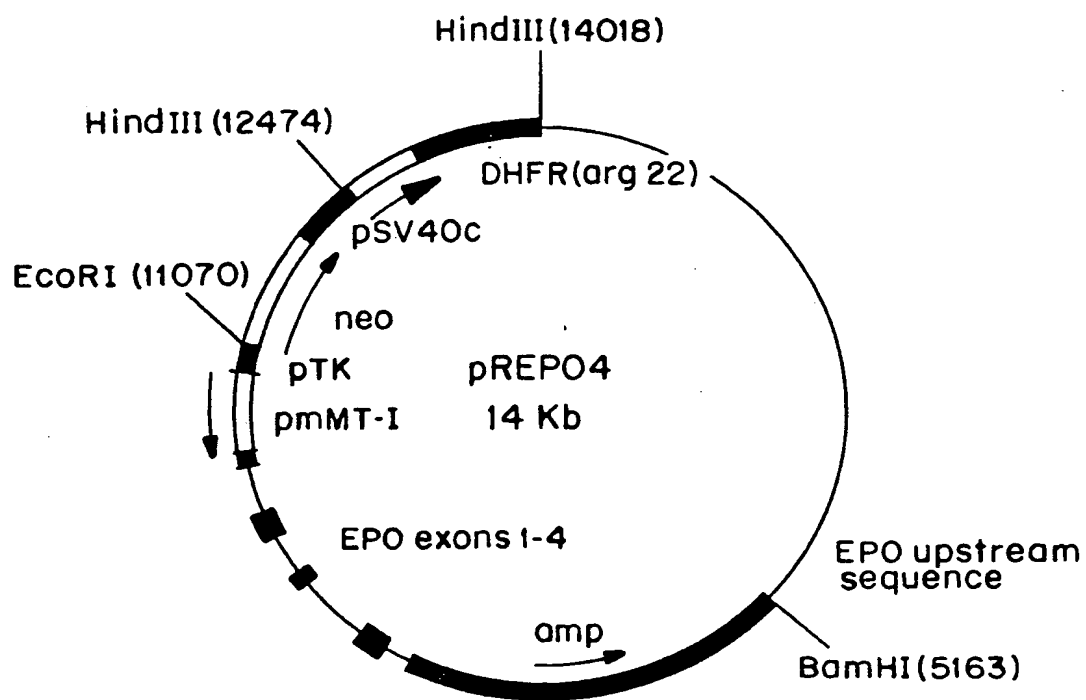 HindIII(14018)
HindIII(12474)
DHFR(arg 22)
pSV40c
EcoRI (11070)
neo
pTK
pREPO4
pmMT-I
14 Kb
EPO exons 1-4
EPO upstream
sequence
amp
BamHI(5163)